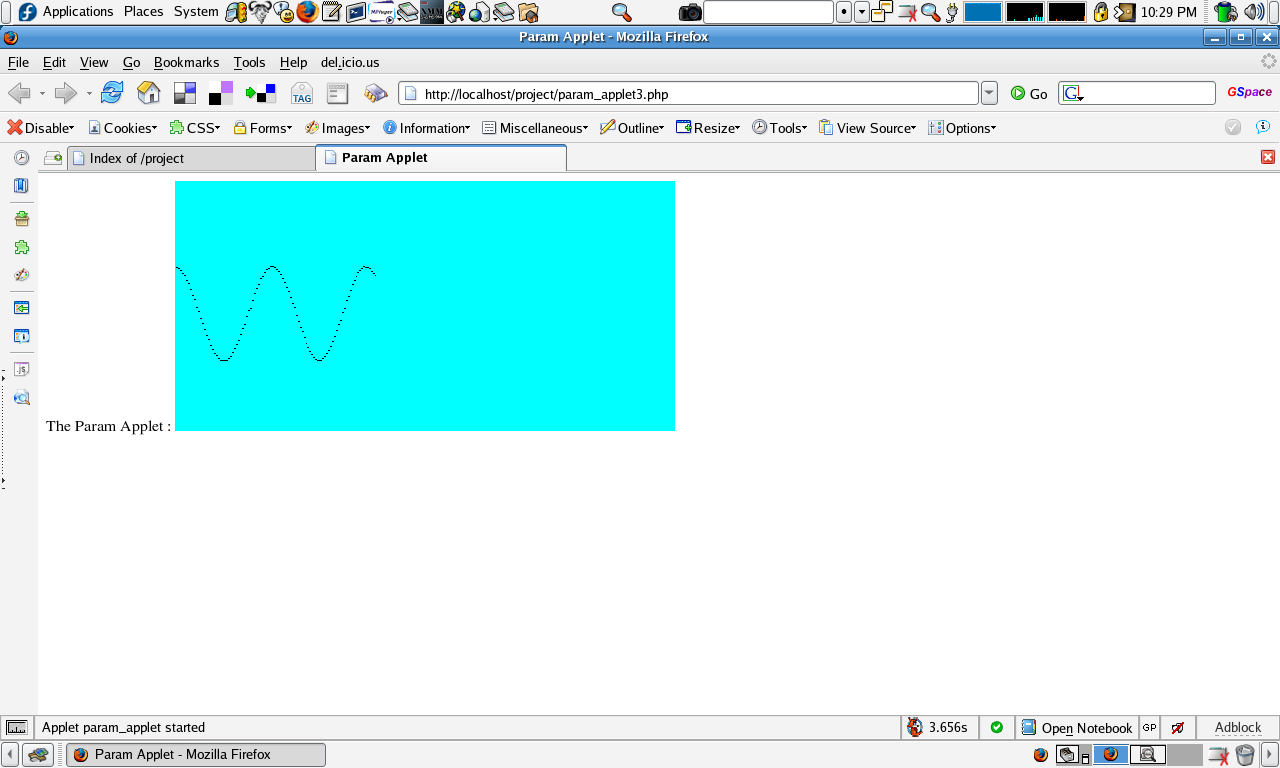 Applications Places System 10:29 PM
Param Applet - Mozilla Firefox
File Edit View Go Bookmarks Tools Help del.icio.us
TAG http://localhost/project/param_applet3.php Go G GSpace
Disable Cookies CSS Forms Images Information Miscellaneous Outline Resize Tools View Source Options
Index of /project Param Applet
The Param Applet :
Applet param_applet started 3.656s Open Notebook GP Adblock
Param Applet - Mozilla Firefox